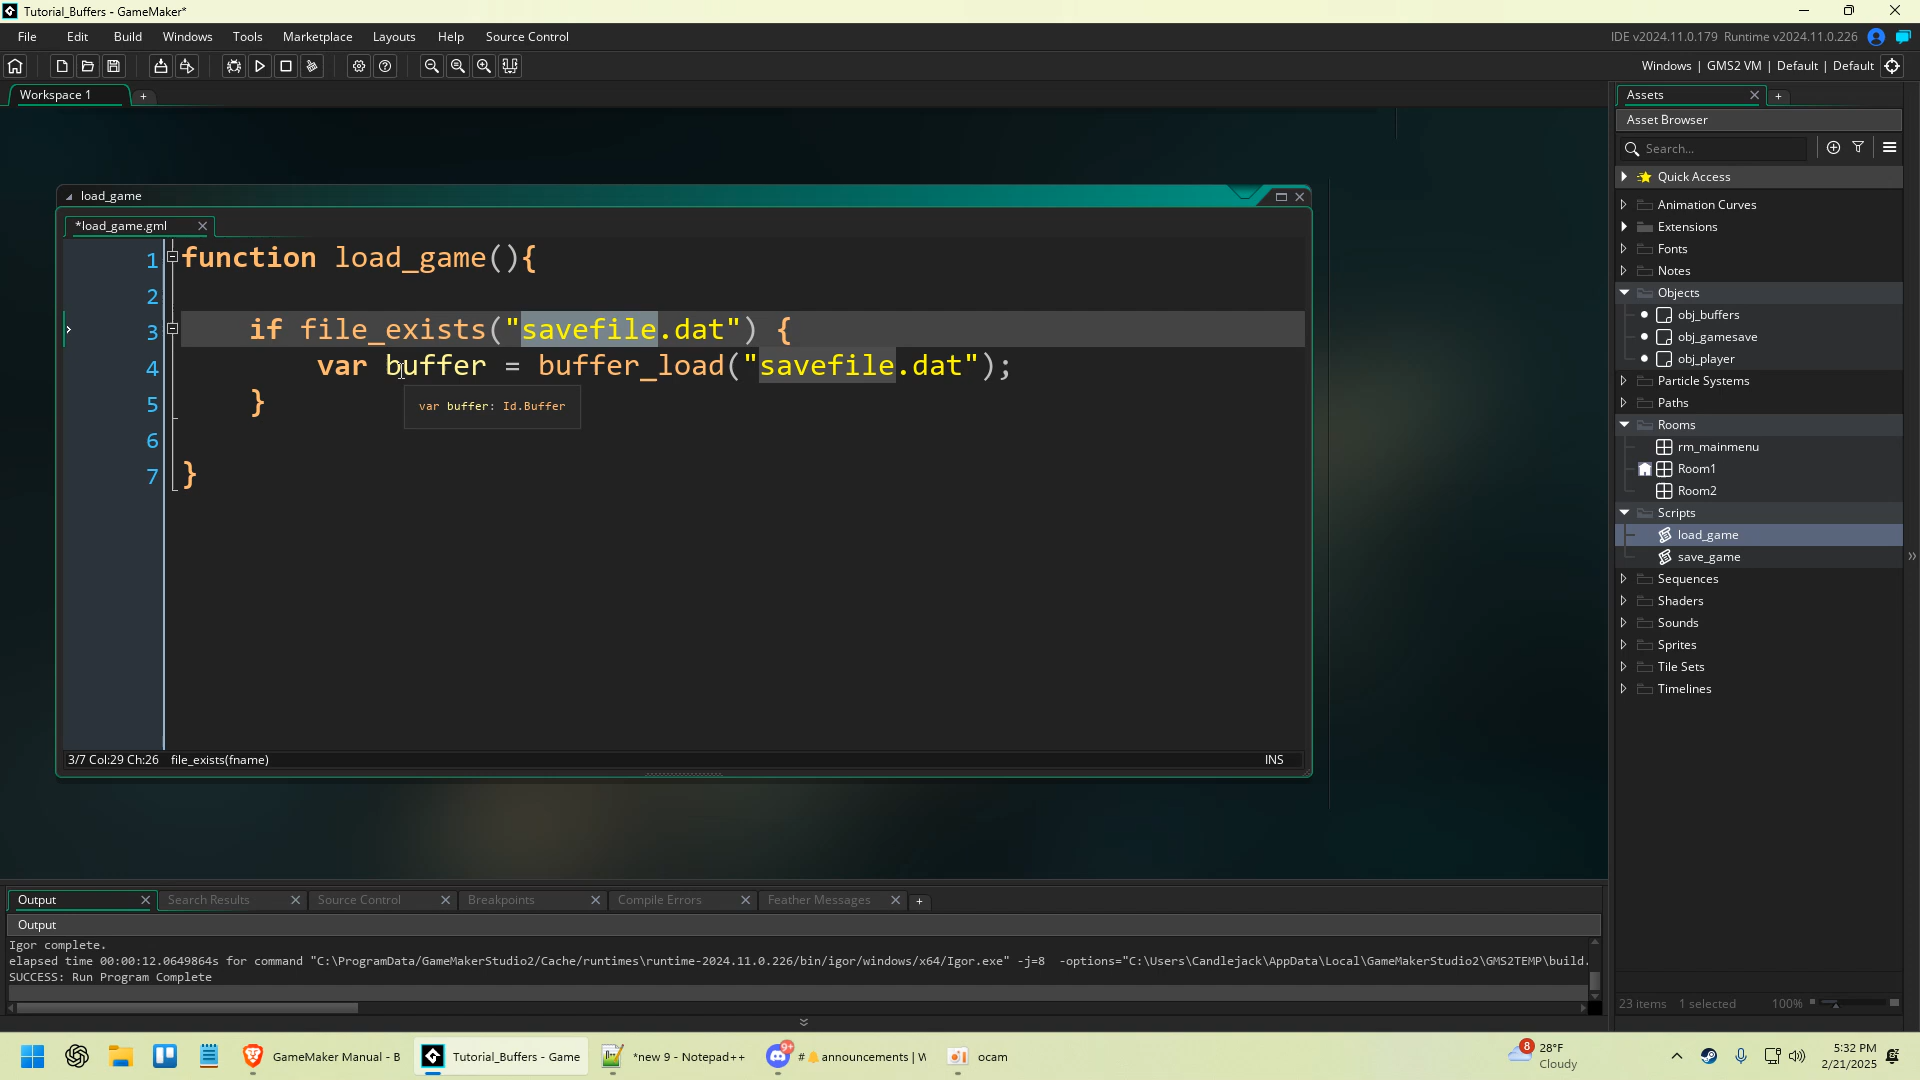 Tutorial_Buffers - GameMaker*
File Edit Build Windows Tools Marketplace Layouts Help Source Control
IDE v2024.11.0.179 Runtime v2024.11.0.226
Windows | GMS2 VM | Default | Default
Workspace 1 +
load_game
*load_game.gml
1 function load_game(){
2
3 if file_exists("savefile.dat") {
4 var buffer = buffer_load("savefile.dat");
5 }
6
7 }
var buffer: Id.Buffer
3/7 Col:29 Ch:26 file_exists(fname)
INS
Assets
Asset Browser
Search...
Quick Access
Animation Curves
Extensions
Fonts
Notes
Objects
obj_buffers
obj_gamesave
obj_player
Particle Systems
Paths
Rooms
rm_mainmenu
Room1
Room2
Scripts
load_game
save_game
Sequences
Shaders
Sounds
Sprites
Tile Sets
Timelines
23 items 1 selected 100%
Output Search Results Source Control Breakpoints Compile Errors Feather Messages +
Output
Igor complete.
elapsed time 00:00:12.0649864s for command "C:\ProgramData/GameMakerStudio2/Cache/runtimes\runtime-2024.11.0.226/bin/igor/windows/x64/Igor.exe" -j=8 -options="C:\Users\Candlejack\AppData\Local\GameMakerStudio2\GMS2TEMP\build.
SUCCESS: Run Program Complete
GameMaker Manual - B
Tutorial_Buffers - Game
*new 9 - Notepad++
9+
# announcements | W
ocam
8
28°F
Cloudy
5:32 PM
2/21/2025